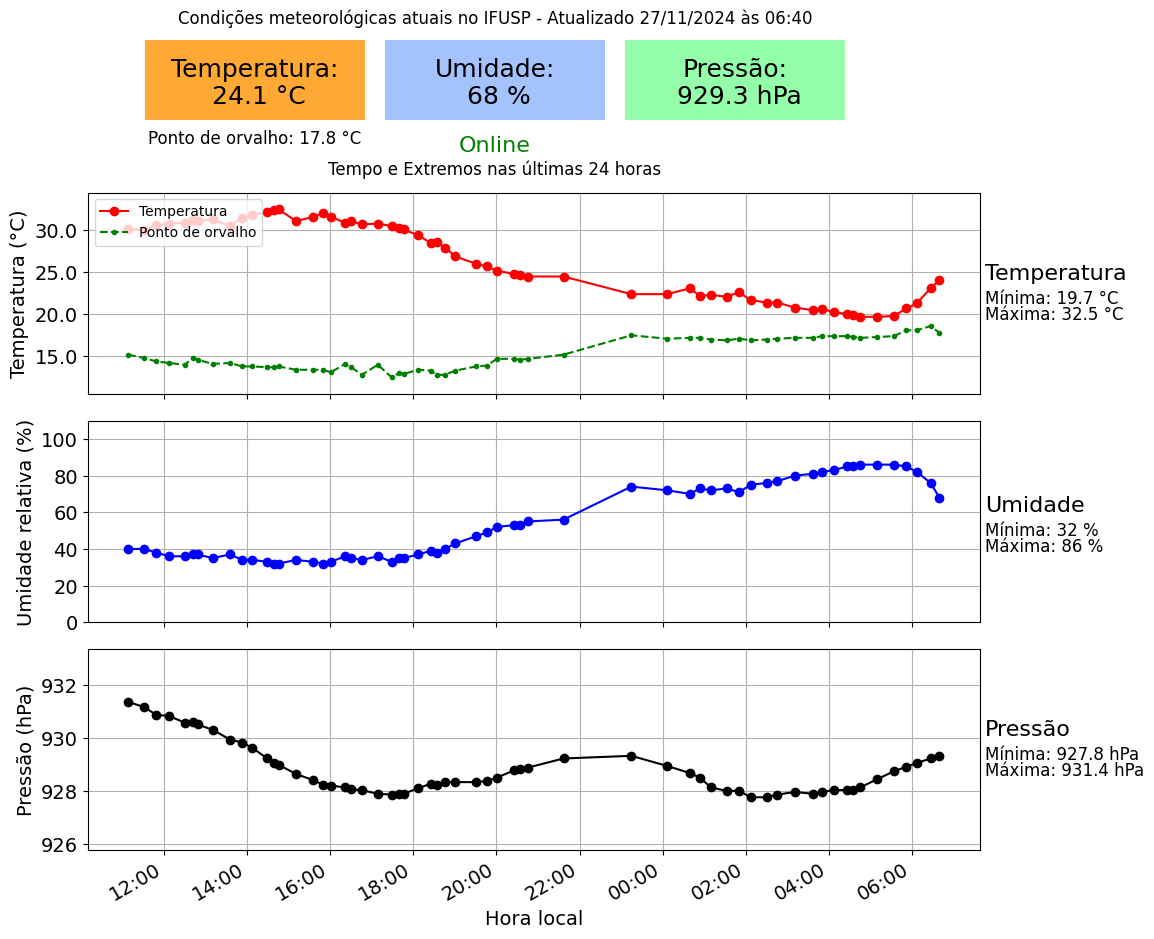 Condições meteorológicas atuais no IFUSP - Atualizado 27/11/2024 às 06:40
Temperatura:
24.1 °C
Umidade:
68 %
Pressão:
929.3 hPa
Ponto de orvalho: 17.8 °C
Online
Tempo e Extremos nas últimas 24 horas
Temperatura (°C)
30.0
25.0
20.0
15.0
Temperatura
Ponto de orvalho
Temperatura
Mínima: 19.7 °C
Máxima: 32.5 °C
Umidade relativa (%)
100
80
60
40
20
0
Umidade
Mínima: 32 %
Máxima: 86 %
Pressão (hPa)
932
930
928
926
Pressão
Mínima: 927.8 hPa
Máxima: 931.4 hPa
12:00 14:00 16:00 18:00 20:00 22:00 00:00 02:00 04:00 06:00
Hora local